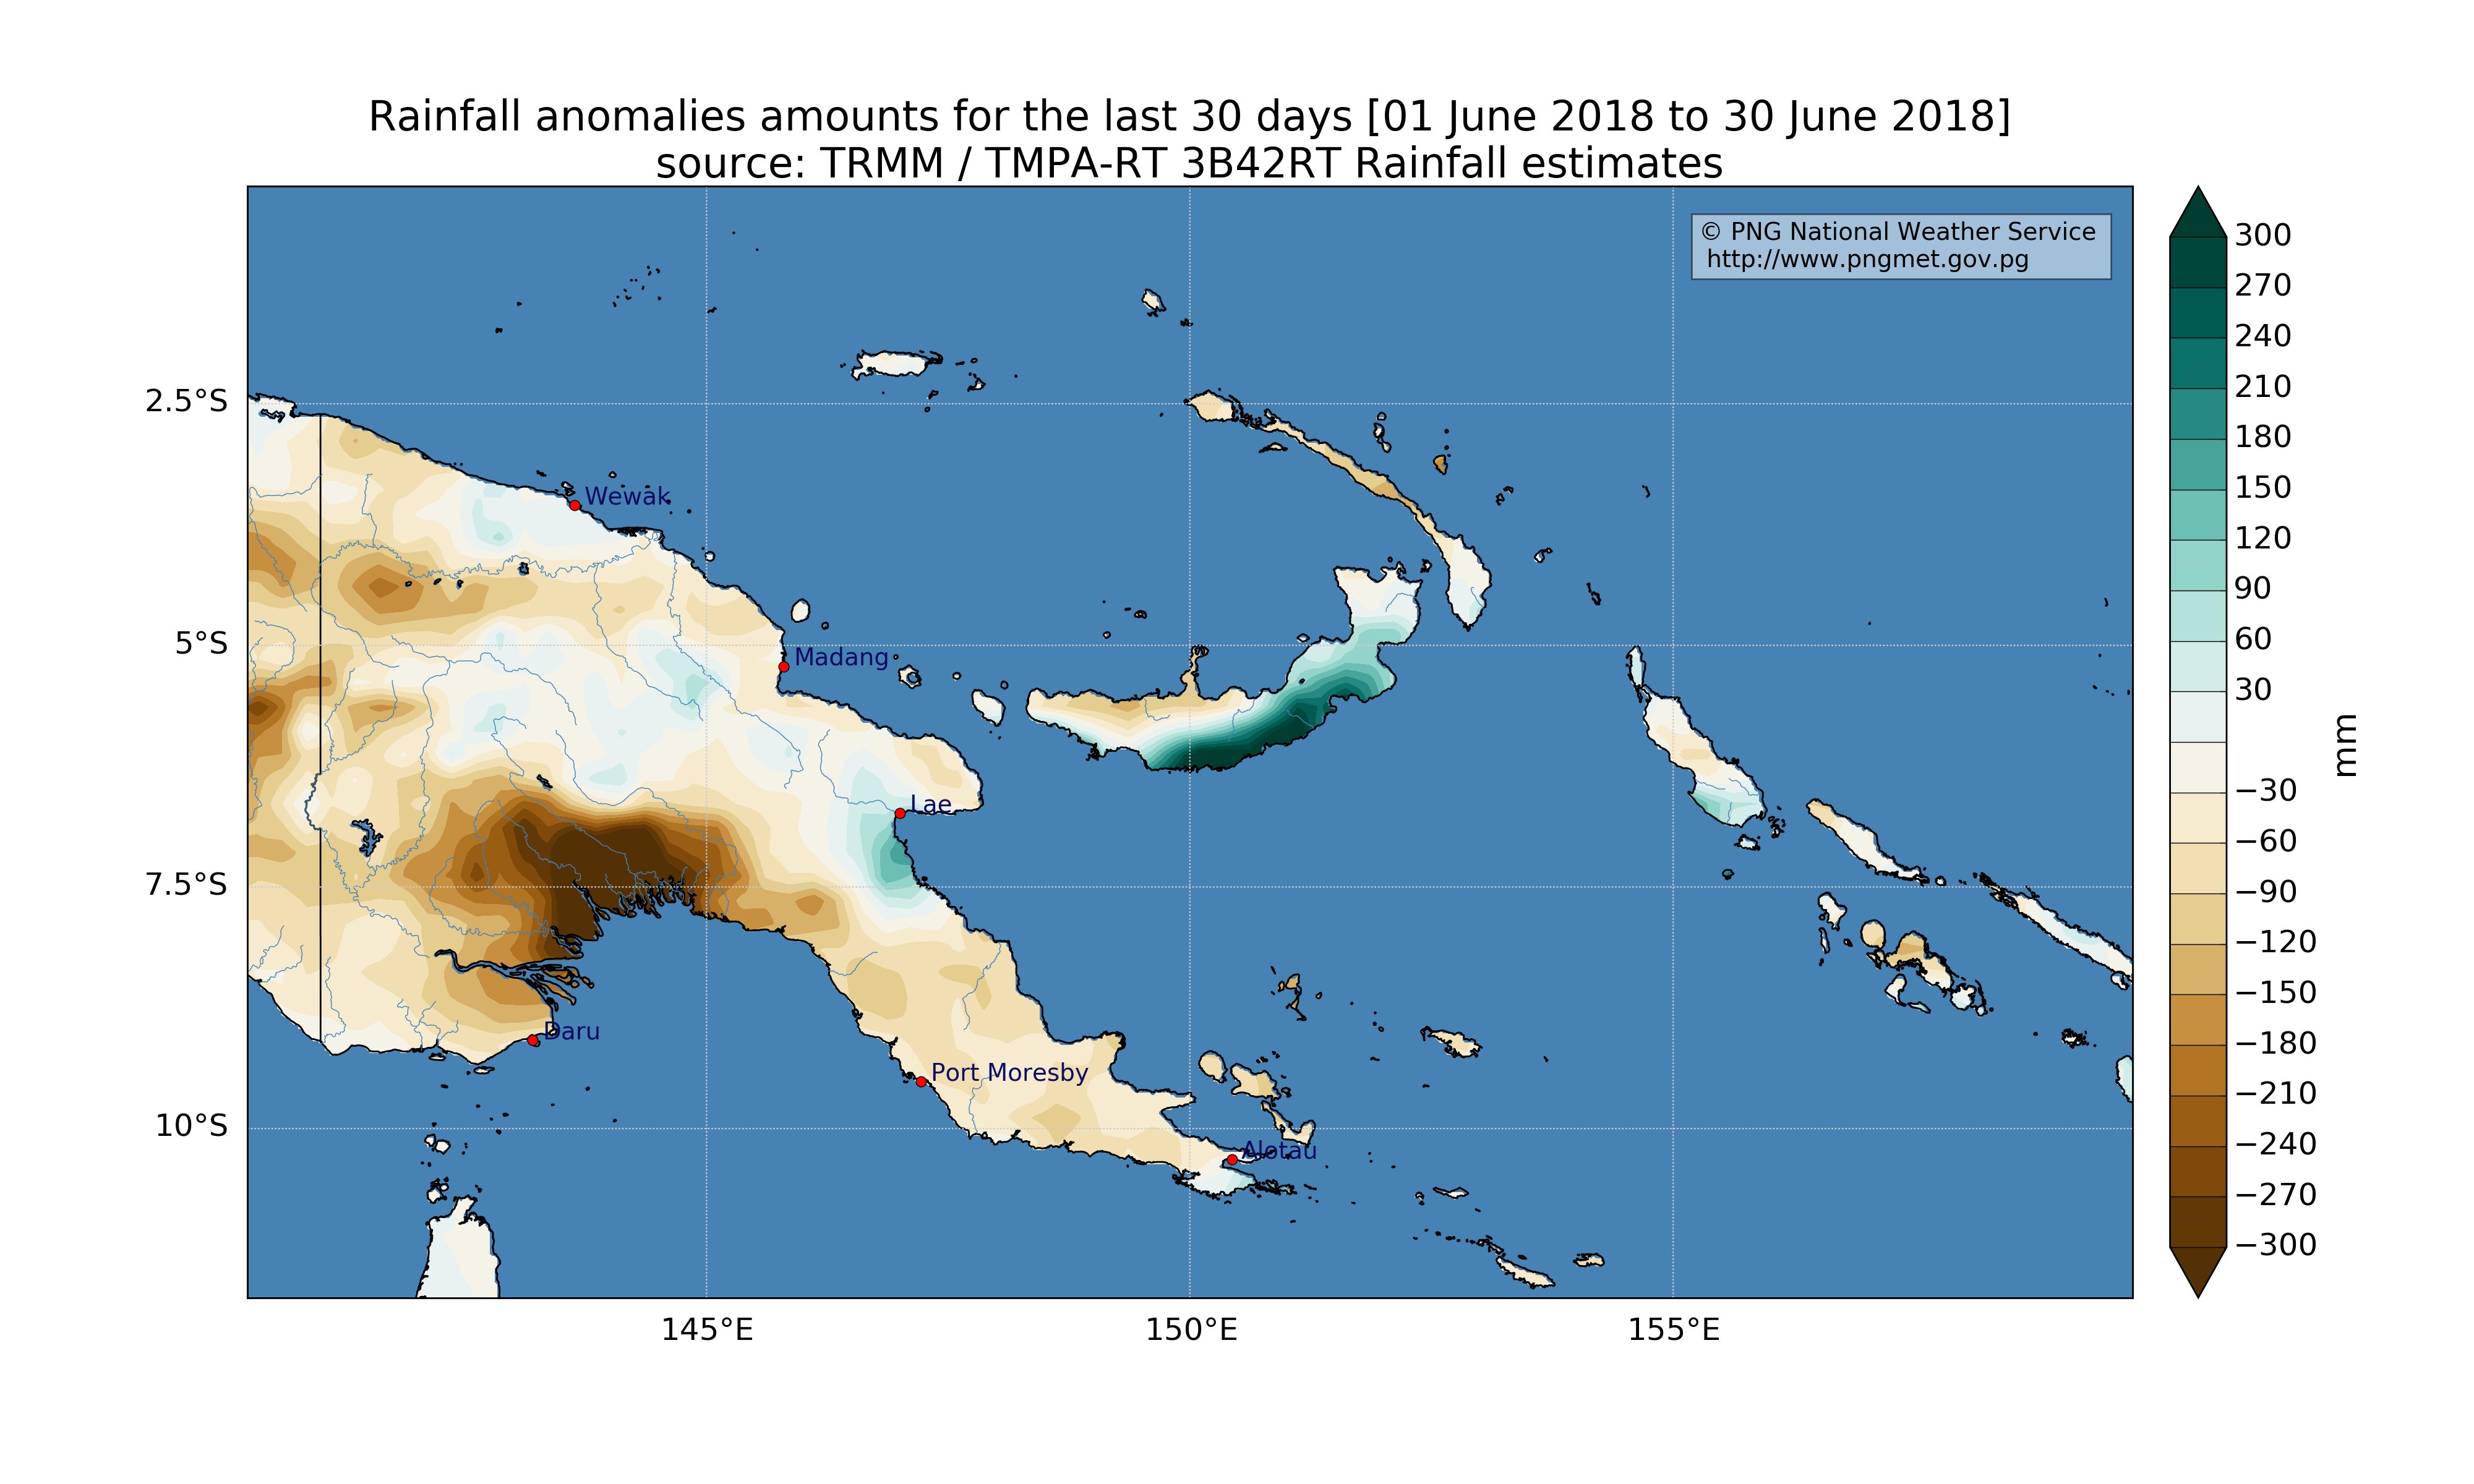 Rainfall anomalies amounts for the last 30 days [01 June 2018 to 30 June 2018]
source: TRMM / TMPA-RT 3B42RT Rainfall estimates
© PNG National Weather Service
http://www.pngmet.gov.pg
2.5°S
5°S
7.5°S
10°S
Wewak
Madang
Lae
Daru
Port Moresby
Alotau
145°E
150°E
155°E
300
270
240
210
180
150
120
90
60
30
−30
−60
−90
−120
−150
−180
−210
−240
−270
−300
mm